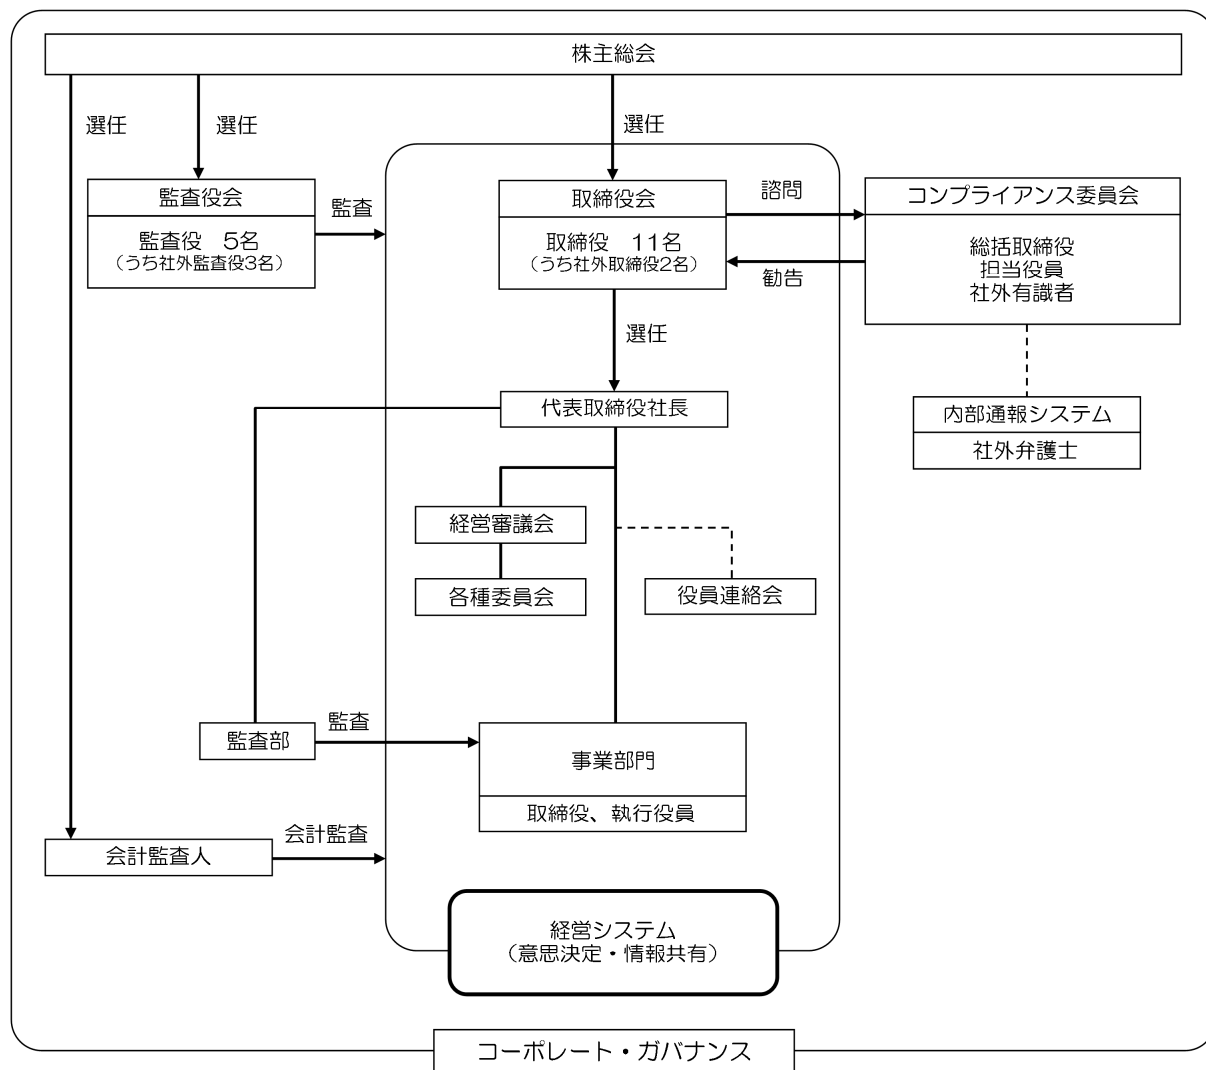 株主総会
選任
選任
選任
監査役会
監査役　5名
（うち社外監査役3名）
監査
取締役会
取締役　11名
（うち社外取締役2名）
諮問
勧告
コンプライアンス委員会
総括取締役
担当役員
社外有識者
選任
代表取締役社長
内部通報システム
社外弁護士
経営審議会
各種委員会
役員連絡会
監査部
監査
事業部門
取締役、執行役員
会計監査人
会計監査
経営システム
（意思決定・情報共有）
コーポレート・ガバナンス